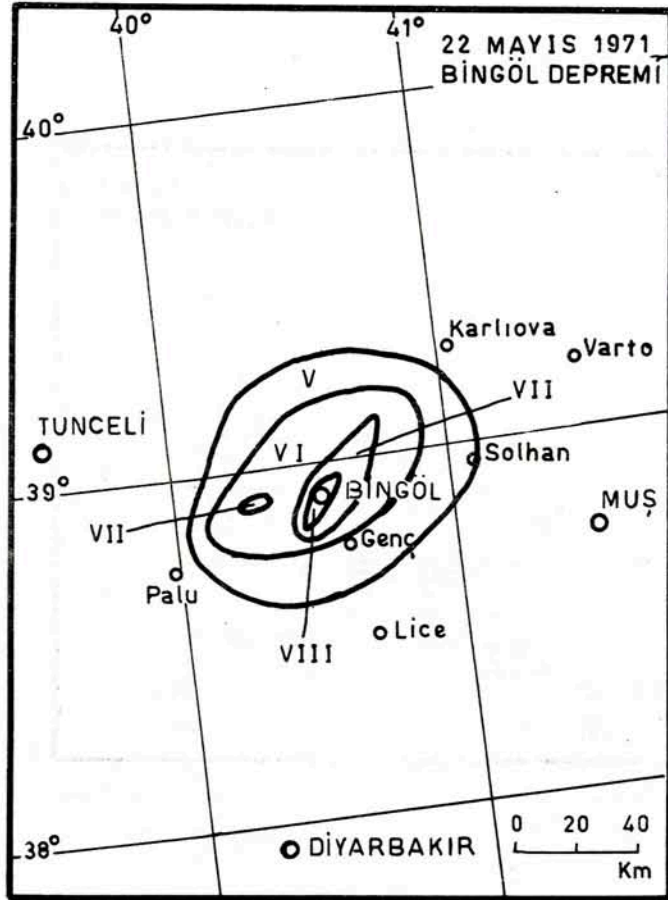 40° 41°
22 MAYIS 1971
BİNGÖL DEPREMİ
40°
Karlıova
Varto
V
VII
TUNCELİ
VI
Solhan
39°
BİNGÖL
MUŞ
VII
Genç
Palu
Lice
VIII
0 20 40
Km
38°
DİYARBAKIR